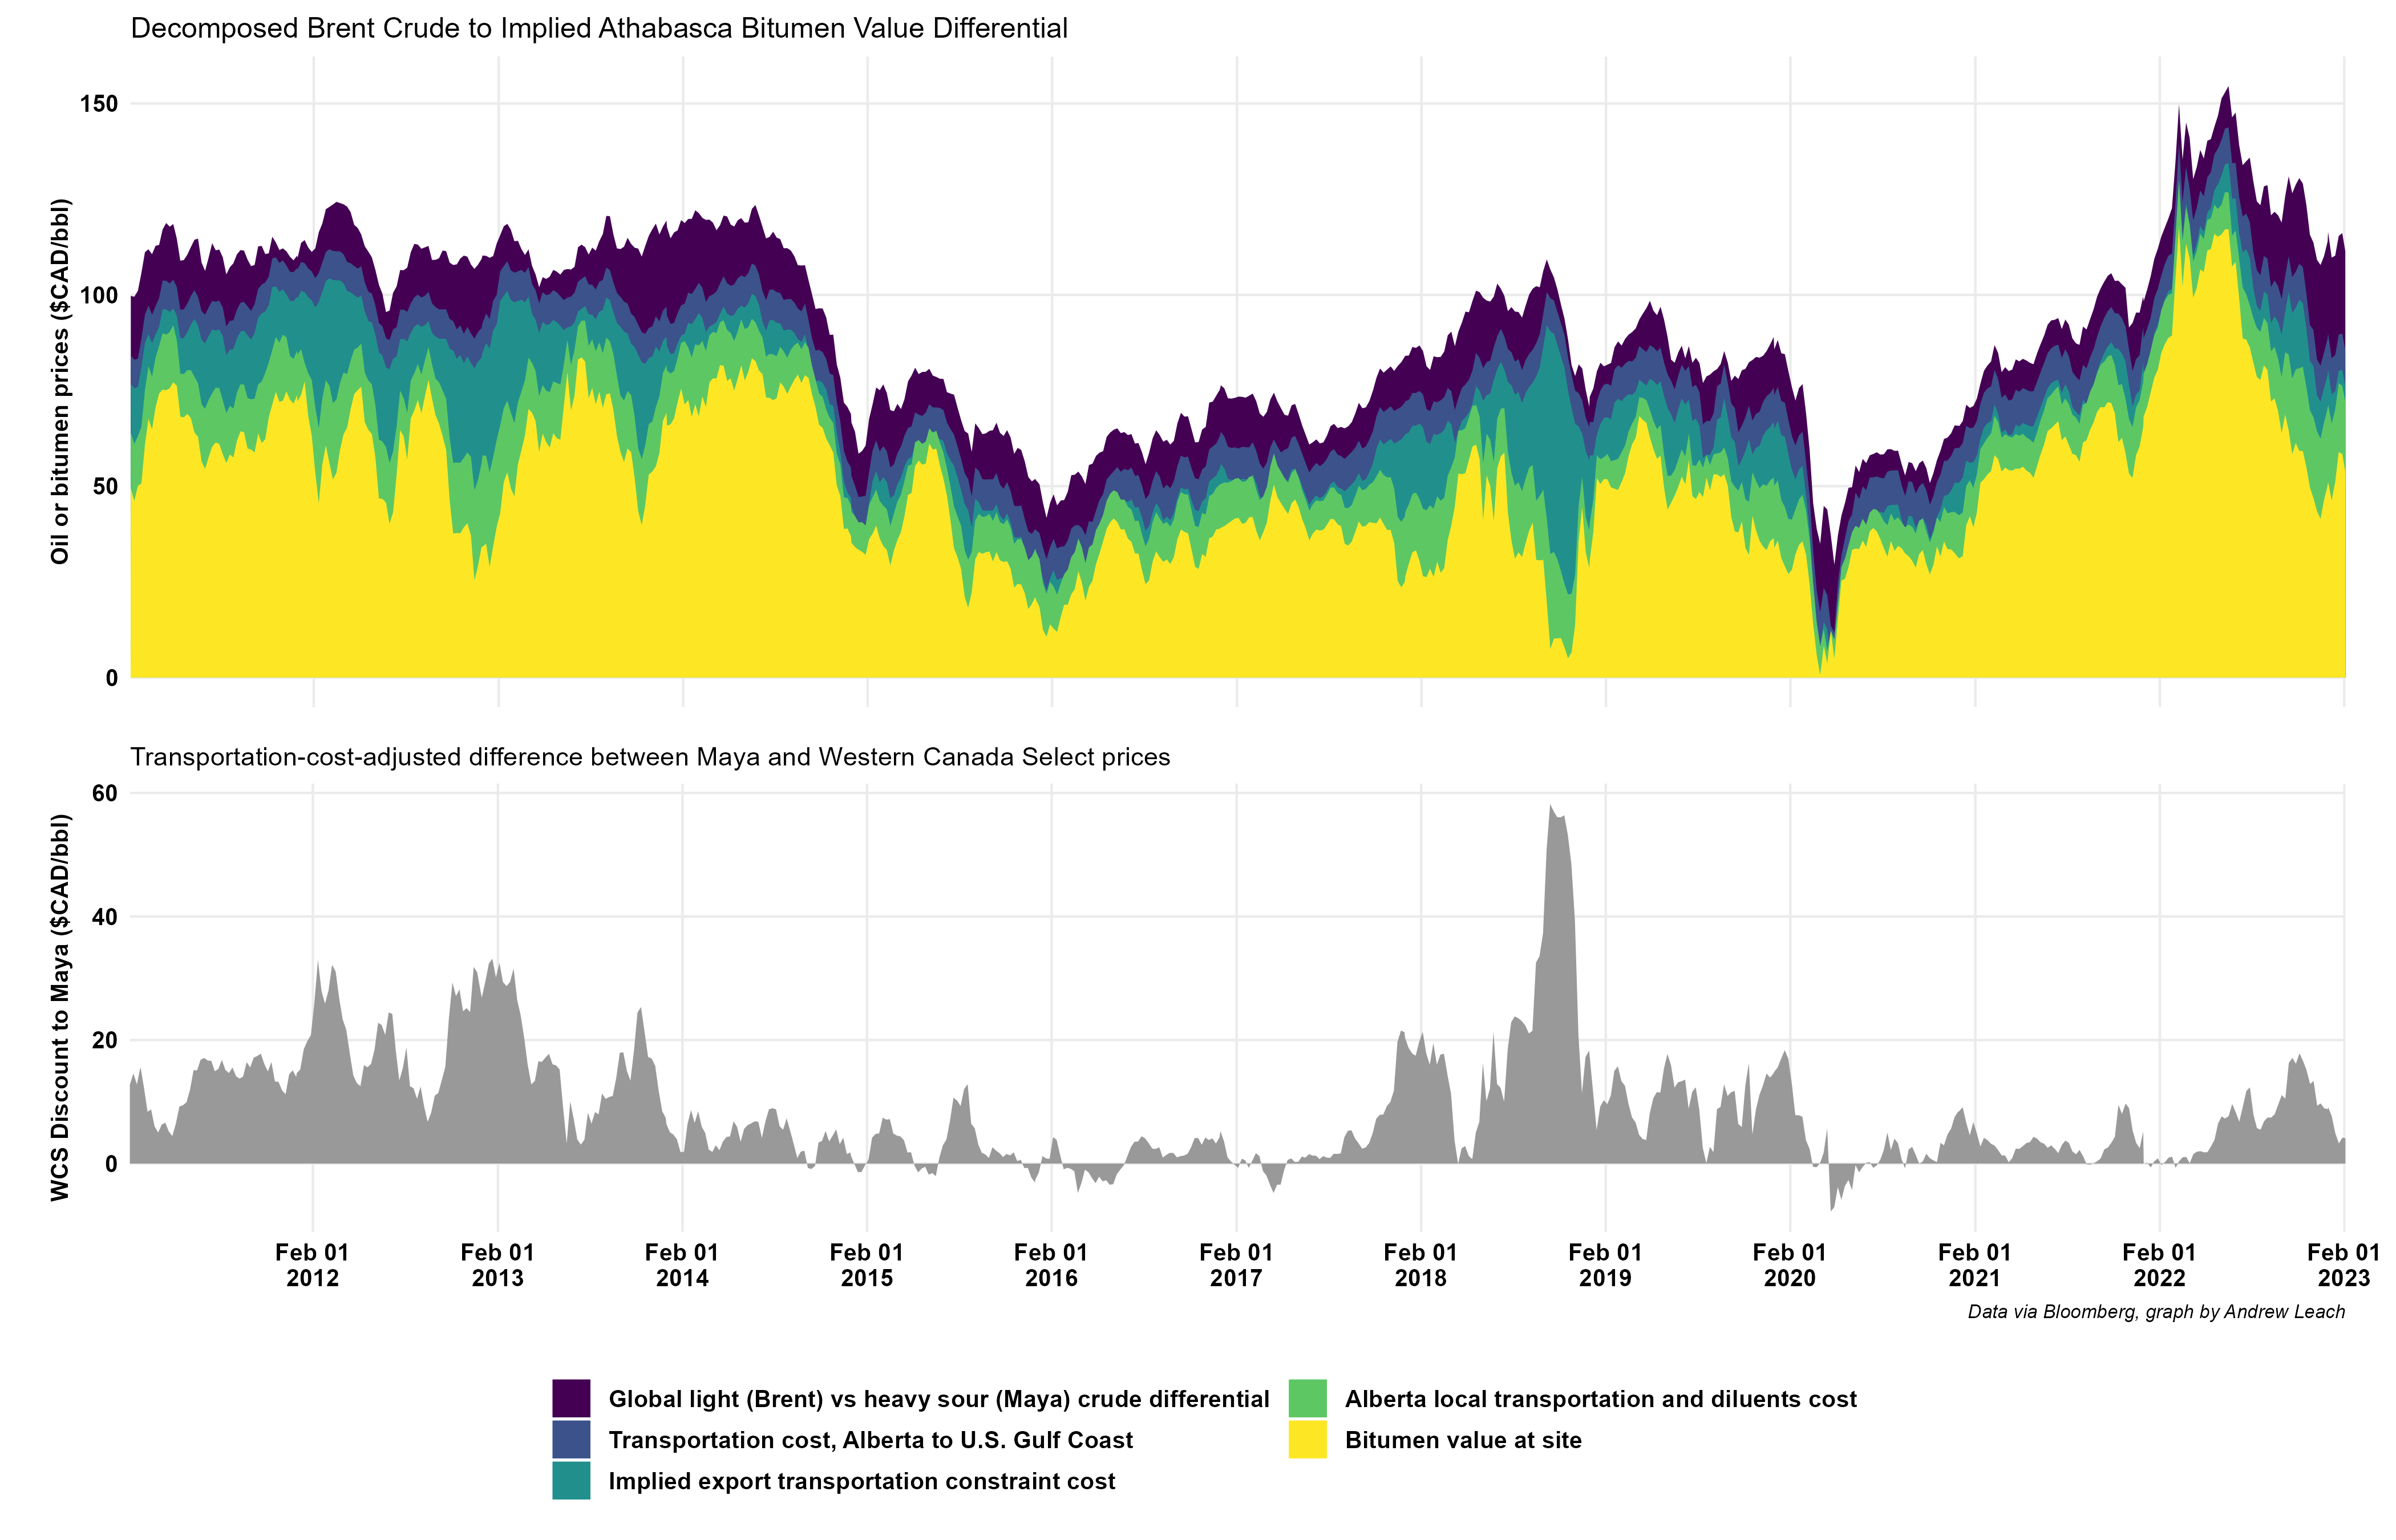 Decomposed Brent Crude to Implied Athabasca Bitumen Value Differential
Oil or bitumen prices ($CAD/bbl)
150
100
50
0
Transportation-cost-adjusted difference between Maya and Western Canada Select prices
WCS Discount to Maya ($CAD/bbl)
60
40
20
0
Feb 01 Feb 01 Feb 01 Feb 01 Feb 01 Feb 01 Feb 01 Feb 01 Feb 01 Feb 01 Feb 01 Feb 01
2012 2013 2014 2015 2016 2017 2018 2019 2020 2021 2022 2023
Data via Bloomberg, graph by Andrew Leach
Global light (Brent) vs heavy sour (Maya) crude differential
Transportation cost, Alberta to U.S. Gulf Coast
Implied export transportation constraint cost
Alberta local transportation and diluents cost
Bitumen value at site